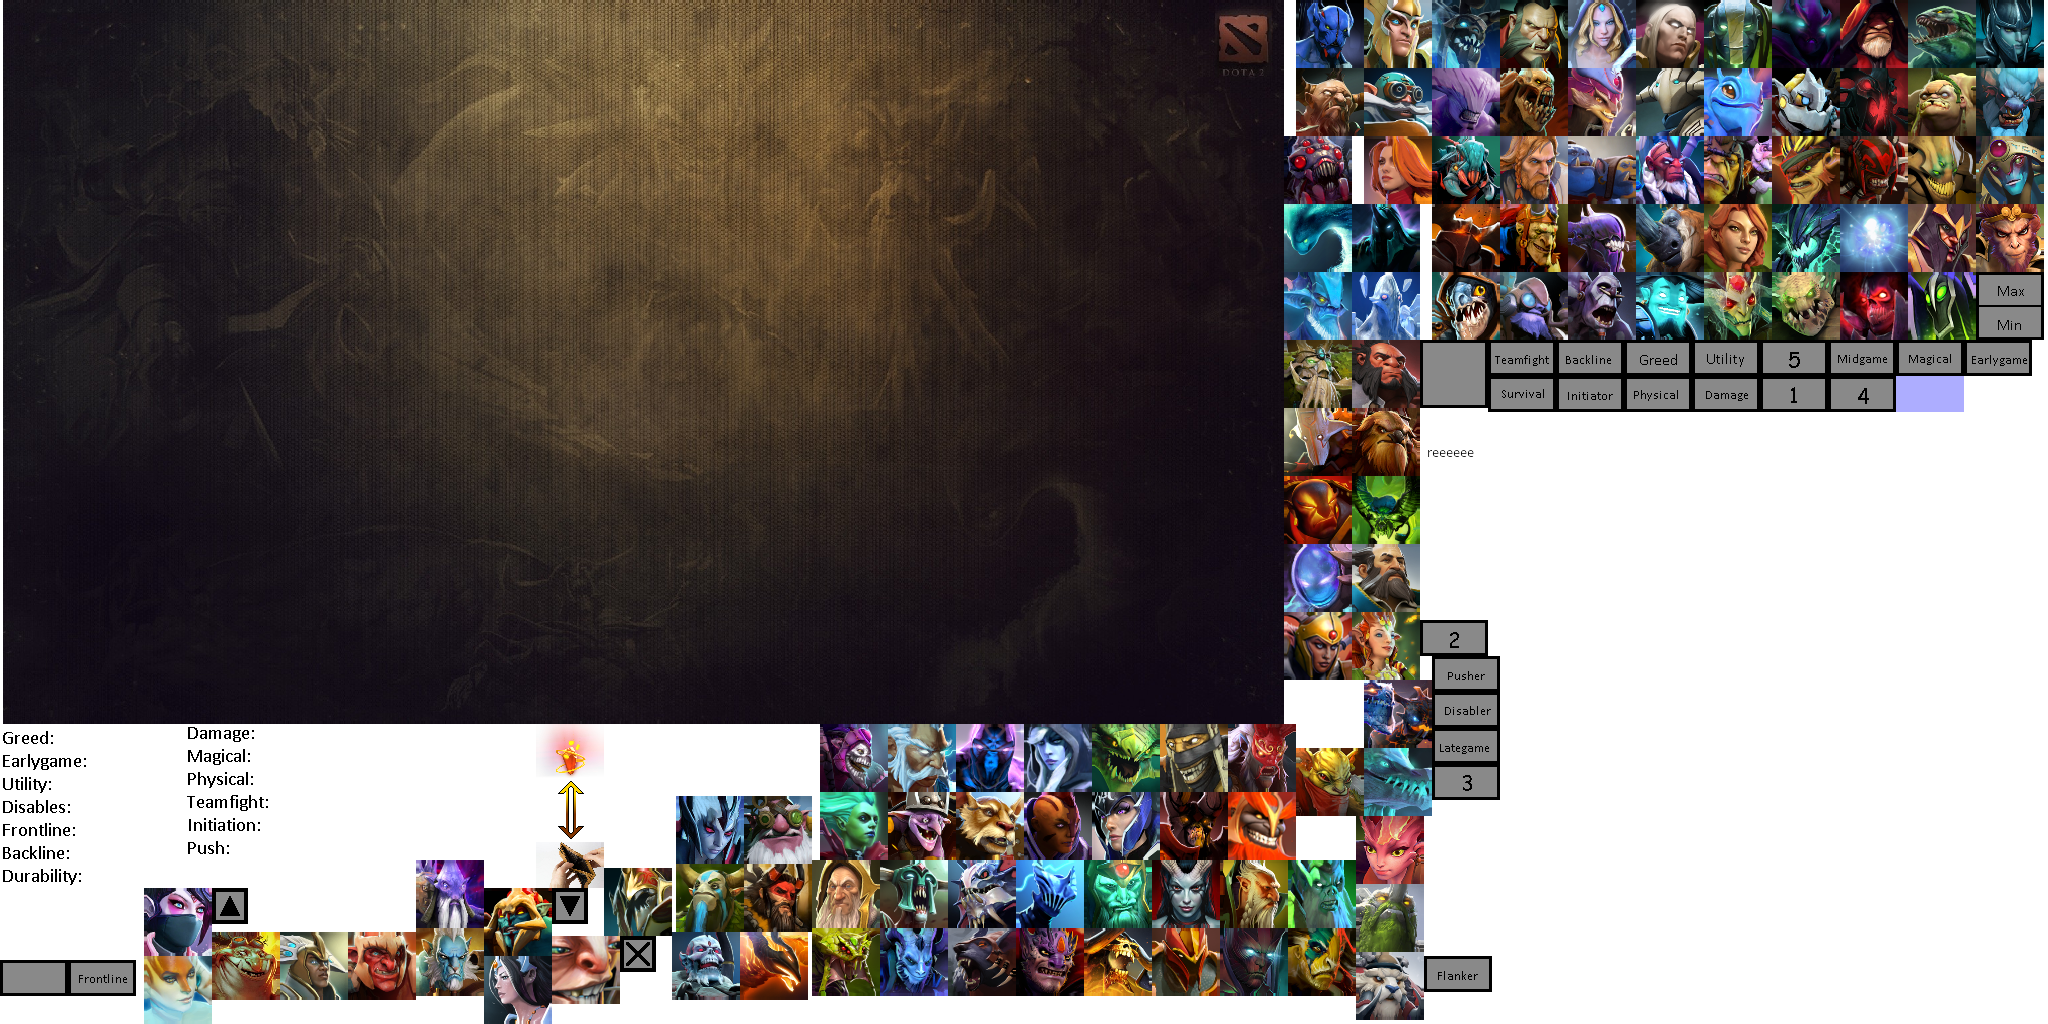 DOTA 2
Max
Min
Teamfight
Backline
Greed
Utility
5
Midgame
Magical
Earlygame
Survival
Initiator
Physical
Damage
1
4
reeeeee
2
Pusher
Disabler
Lategame
3
Greed:
Earlygame:
Utility:
Disables:
Frontline:
Backline:
Durability:
Damage:
Magical:
Physical:
Teamfight:
Initiation:
Push:
Frontline
Flanker